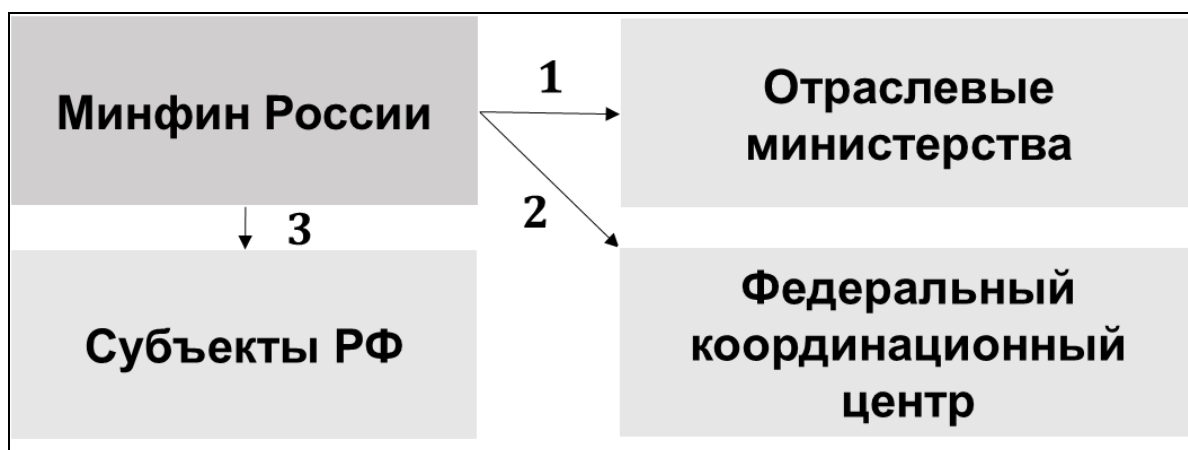 Минфин России
1
Отраслевые
министерства
2
3
Субъекты РФ
Федеральный
координационный
центр